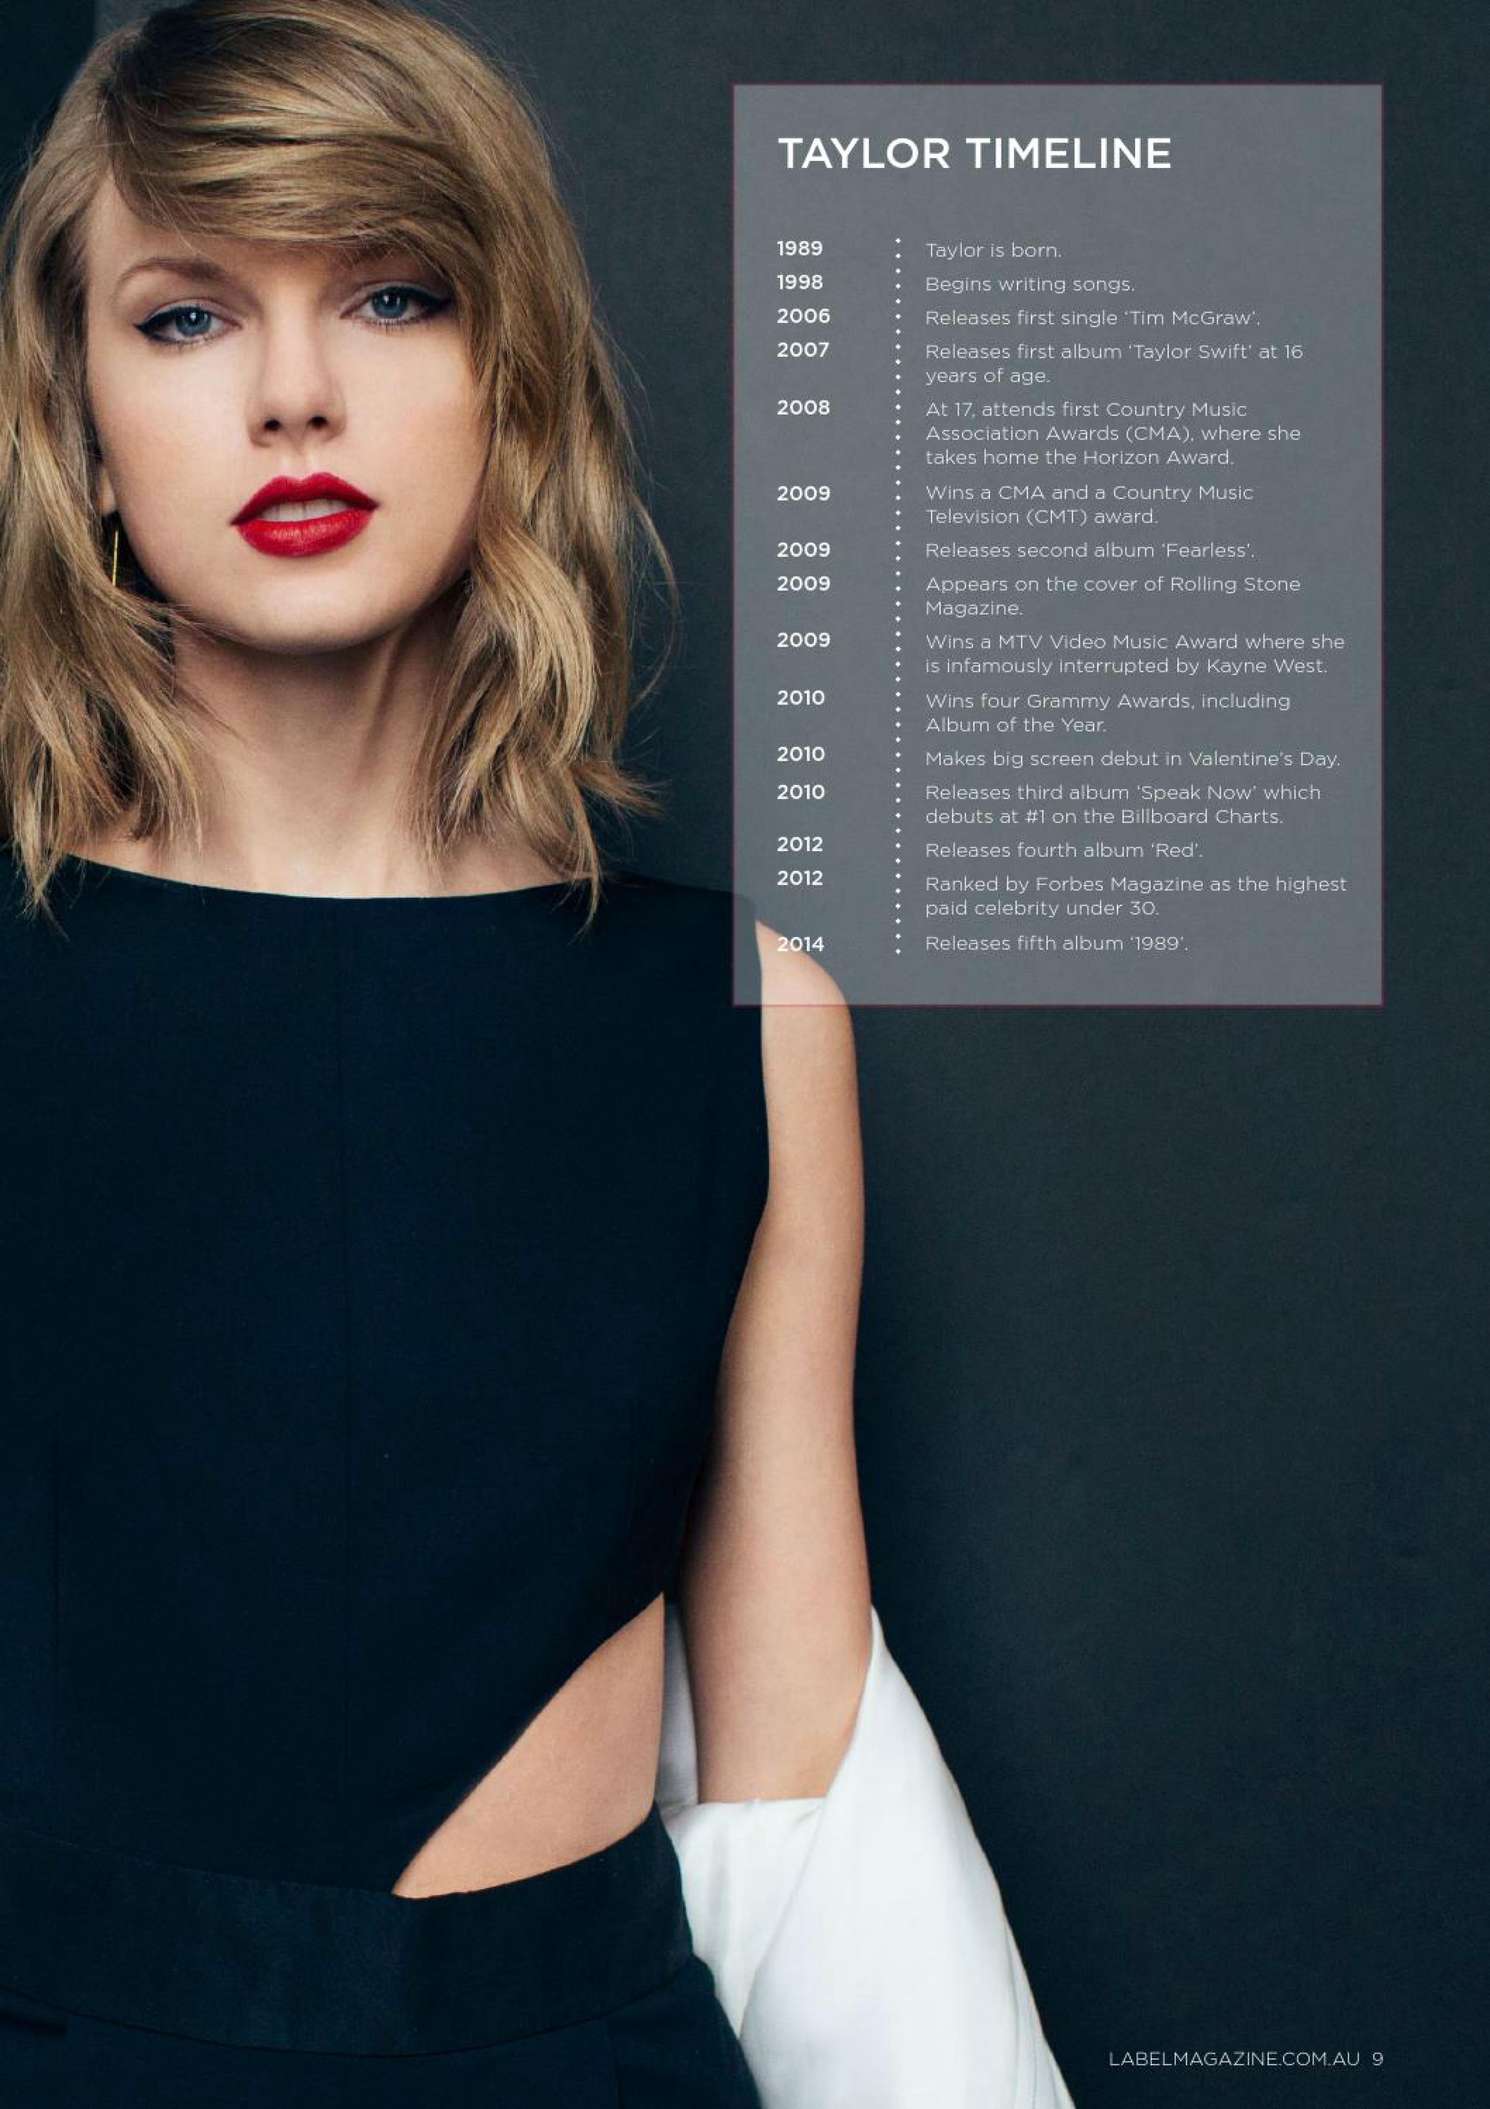 TAYLOR TIMELINE
1989 Taylor is born.
1998 Begins writing songs.
2006 Releases first single ‘Tim McGraw’.
2007 Releases first album ‘Taylor Swift’ at 16
years of age.
2008 At 17, attends first Country Music
Association Awards (CMA), where she
takes home the Horizon Award.
2009 Wins a CMA and a Country Music
Television (CMT) award.
2009 Releases second album ‘Fearless’.
2009 Appears on the cover of Rolling Stone
Magazine.
2009 Wins a MTV Video Music Award where she
is infamously interrupted by Kayne West.
2010 Wins four Grammy Awards, including
Album of the Year.
2010 Makes big screen debut in Valentine’s Day.
2010 Releases third album ‘Speak Now’ which
debuts at #1 on the Billboard Charts.
2012 Releases fourth album ‘Red’.
2012 Ranked by Forbes Magazine as the highest
paid celebrity under 30.
2014 Releases fifth album ‘1989’.
LABELMAGAZINE.COM.AU 9